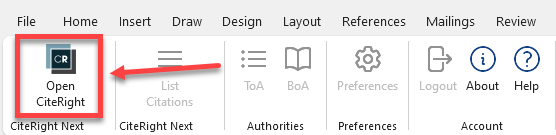 File Home Insert Draw Design Layout References Mailings Review
CR
Open CiteRight
List Citations
ToA BoA
Preferences
Logout About Help
CiteRight Next CiteRight Next Authorities Preferences Account